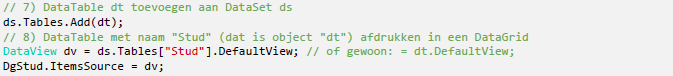 // 7) DataTable dt toevoegen aan DataSet ds
ds.Tables.Add(dt);
// 8) DataTable met naam "Stud" (dat is object "dt") afdrukken in een DataGrid
DataView dv = ds.Tables["Stud"].DefaultView; // of gewoon: = dt.DefaultView;
DgStud.ItemsSource = dv;